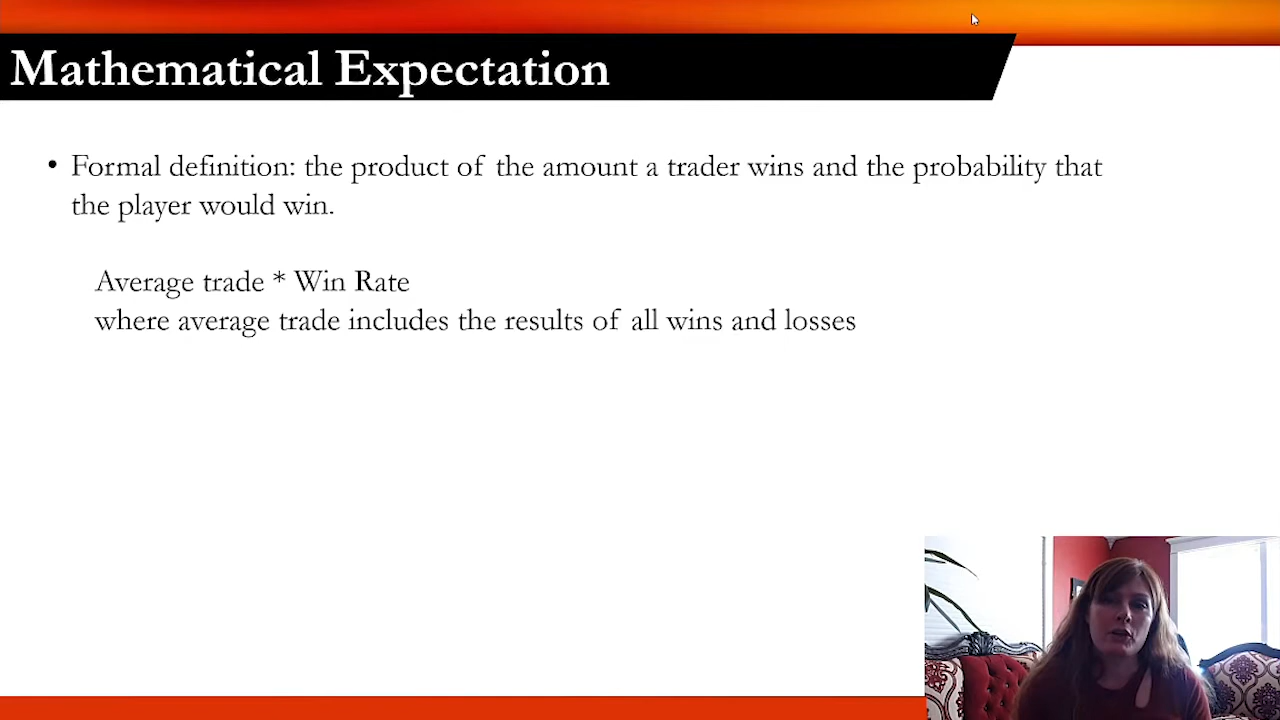 Mathematical Expectation
• Formal definition: the product of the amount a trader wins and the probability that
the player would win.
Average trade * Win Rate
where average trade includes the results of all wins and losses